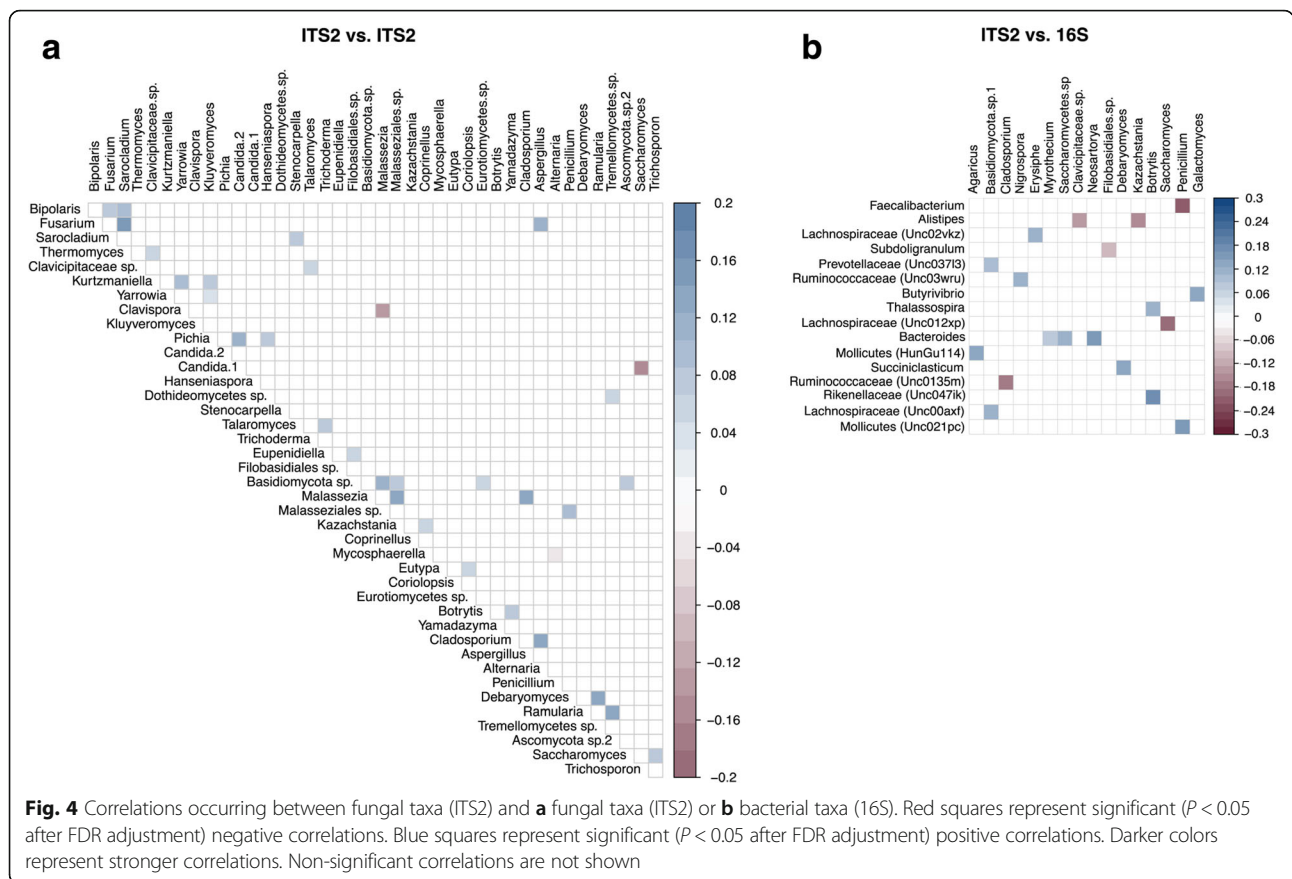 a
ITS2 vs. ITS2
Bipolaris
Fusarium
Sarocladium
Thermomyces
Clavicipitaceae.sp.
Kurtzmaniella
Yarrowia
Clavispora
Kluyveromyces
Pichia
Candida.2
Candida.1
Hanseniaspora
Dothideomycetes.sp.
Stenocarpella
Talaromyces
Trichoderma
Eupenidiella
Filobasidiales.sp.
Basidiomycota.sp.
Malassezia
Malasseziales.sp.
Kazachstania
Coprinellus
Mycosphaerella
Eutypa
Coriolopsis
Eurotiomycetes.sp.
Botrytis
Yamadazyma
Cladosporium
Aspergillus
Alternaria
Penicillium
Debaryomyces
Ramularia
Tremellomycetes.sp.
Ascomycota.sp.2
Saccharomyces
Trichosporon
Bipolaris
Fusarium
Sarocladium
Thermomyces
Clavicipitaceae sp.
Kurtzmaniella
Yarrowia
Clavispora
Kluyveromyces
Pichia
Candida.2
Candida.1
Hanseniaspora
Dothideomycetes sp.
Stenocarpella
Talaromyces
Trichoderma
Eupenidiella
Filobasidiales sp.
Basidiomycota sp.
Malassezia
Malasseziales sp.
Kazachstania
Coprinellus
Mycosphaerella
Eutypa
Coriolopsis
Eurotiomycetes sp.
Botrytis
Yamadazyma
Cladosporium
Aspergillus
Alternaria
Penicillium
Debaryomyces
Ramularia
Tremellomycetes sp.
Ascomycota sp.2
Saccharomyces
Trichosporon
0.2
0.16
0.12
0.08
0.04
0
−0.04
−0.08
−0.12
−0.16
−0.2
b
ITS2 vs. 16S
Agaricus
Basidiomycota.sp.1
Cladosporium
Nigrospora
Erysiphe
Myrothecium
Saccharomycetes.sp
Clavicipitaceae.sp.
Neosartorya
Filobasidiales.sp.
Debaryomyces
Kazachstania
Botrytis
Saccharomyces
Penicillium
Galactomyces
Faecalibacterium
Alistipes
Lachnospiraceae (Unc02vkz)
Subdoligranulum
Prevotellaceae (Unc037l3)
Ruminococcaceae (Unc03wru)
Butyrivibrio
Thalassospira
Lachnospiraceae (Unc012xp)
Bacteroides
Mollicutes (HunGu114)
Succiniclasticum
Ruminococcaceae (Unc0135m)
Rikenellaceae (Unc047ik)
Lachnospiraceae (Unc00axf)
Mollicutes (Unc021pc)
0.3
0.24
0.18
0.12
0.06
0
−0.06
−0.12
−0.18
−0.24
−0.3
Fig. 4 Correlations occurring between fungal taxa (ITS2) and a fungal taxa (ITS2) or b bacterial taxa (16S). Red squares represent significant (P < 0.05
after FDR adjustment) negative correlations. Blue squares represent significant (P < 0.05 after FDR adjustment) positive correlations. Darker colors
represent stronger correlations. Non-significant correlations are not shown